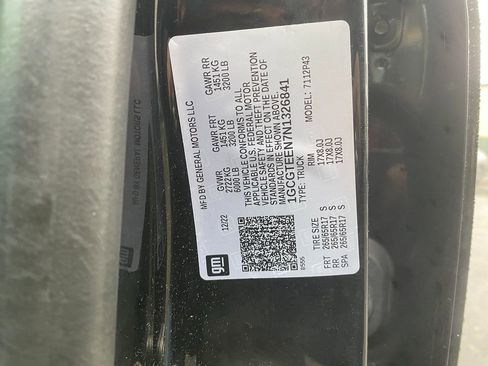 MFD BY GENERAL MOTORS LLC
12/22
GVWR
2722 KG
6000 LB
GAWR FRT
1451 KG
3200 LB
GAWR RR
1451 KG
3200 LB
THIS VEHICLE CONFORMS TO ALL
APPLICABLE U.S. FEDERAL MOTOR
VEHICLE SAFETY AND THEFT PREVENTION
STANDARDS IN EFFECT ON THE DATE OF
MANUFACTURE SHOWN ABOVE.
1GCGTEEN7N1326841
TYPE: TRUCK
MODEL: 7112P43
gm
TIRE SIZE
RIM
FRT 265/65R17 S 17X8.0J
RR 265/65R17 S 17X8.0J
SPA 265/65R17 S 17X8.0J